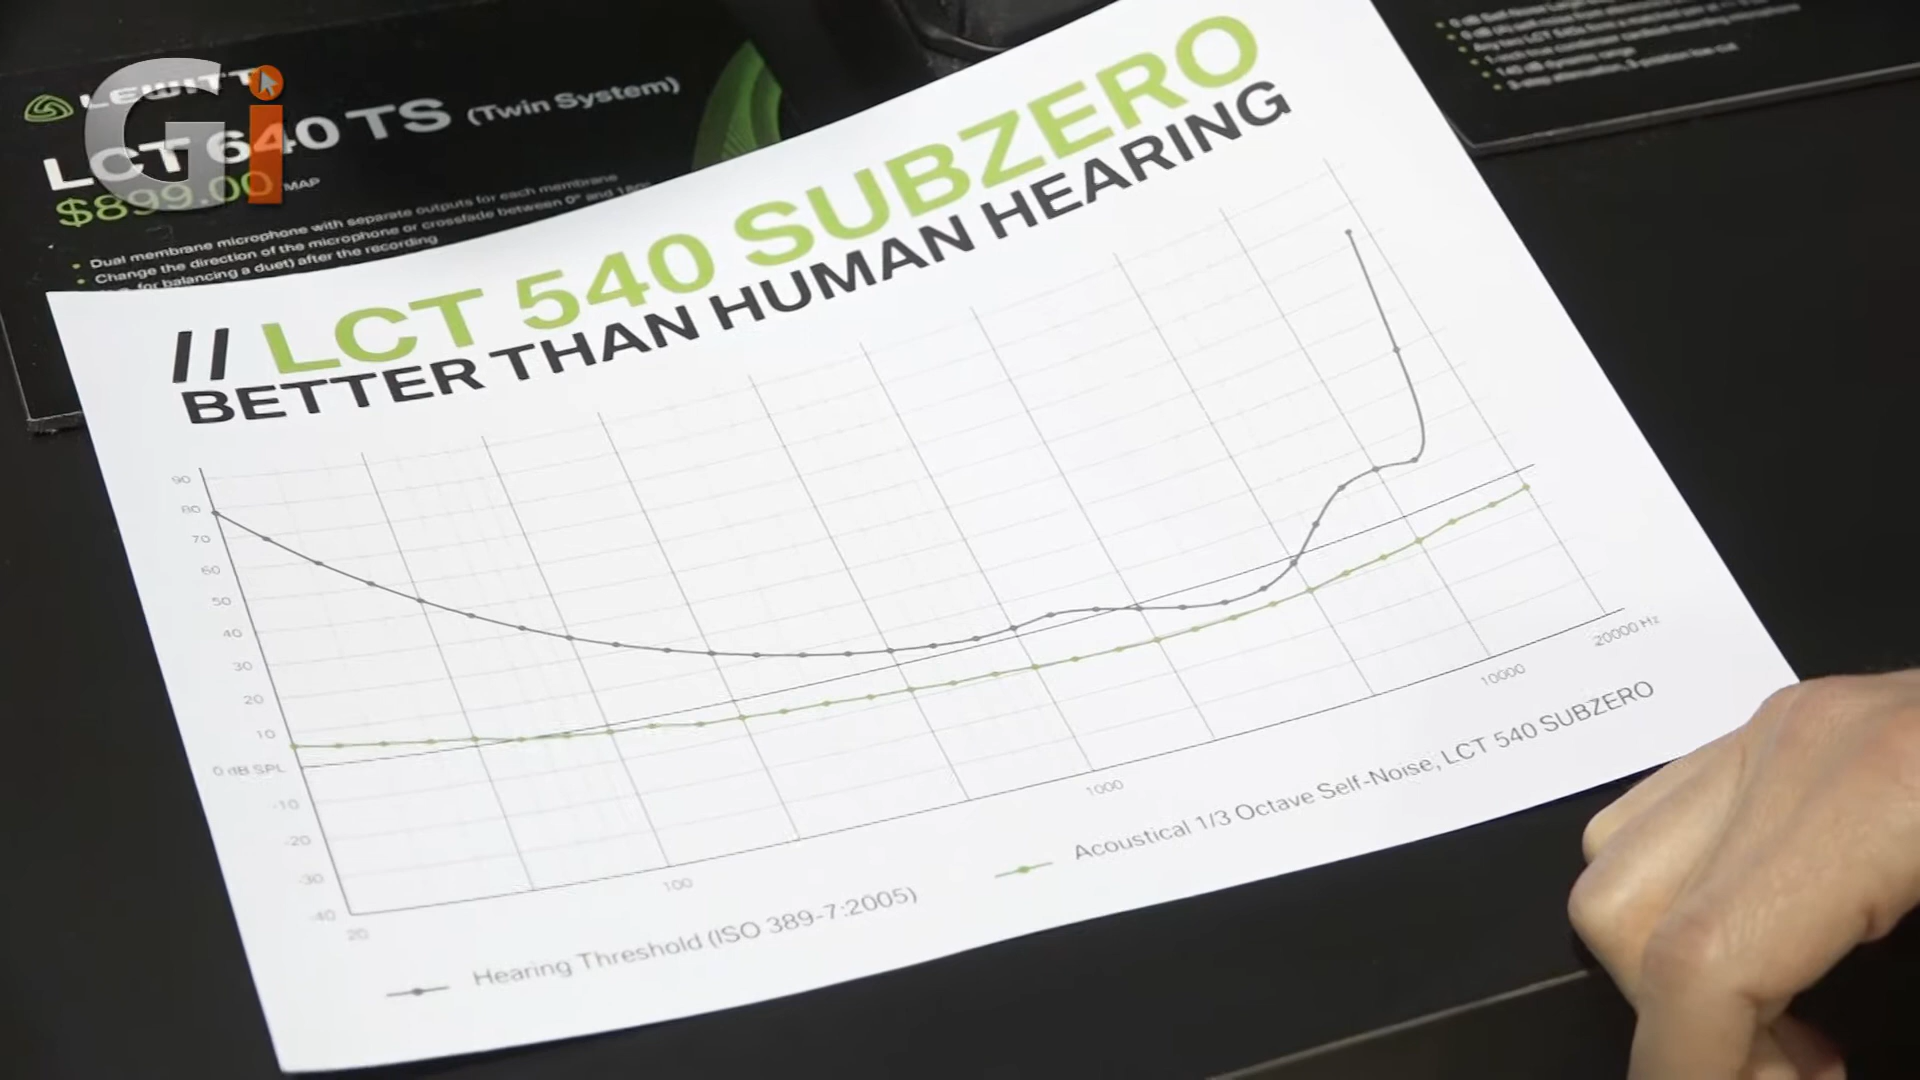 LEWITT
LCT 640 TS (Twin System)
$899.00 MAP
• Dual membrane microphone with separate outputs for each membrane
• Change the direction of the microphone or crossfade between 0° and 180°
for balancing a duet) after the recording
Gi
// LCT 540 SUBZERO
BETTER THAN HUMAN HEARING
90
80
70
60
50
40
30
20
10
0 dB SPL
-10
-20
-30
-40
20
100
1000
10000
20000 Hz
Hearing Threshold (ISO 389-7:2005)
Acoustical 1/3 Octave Self-Noise, LCT 540 SUBZERO